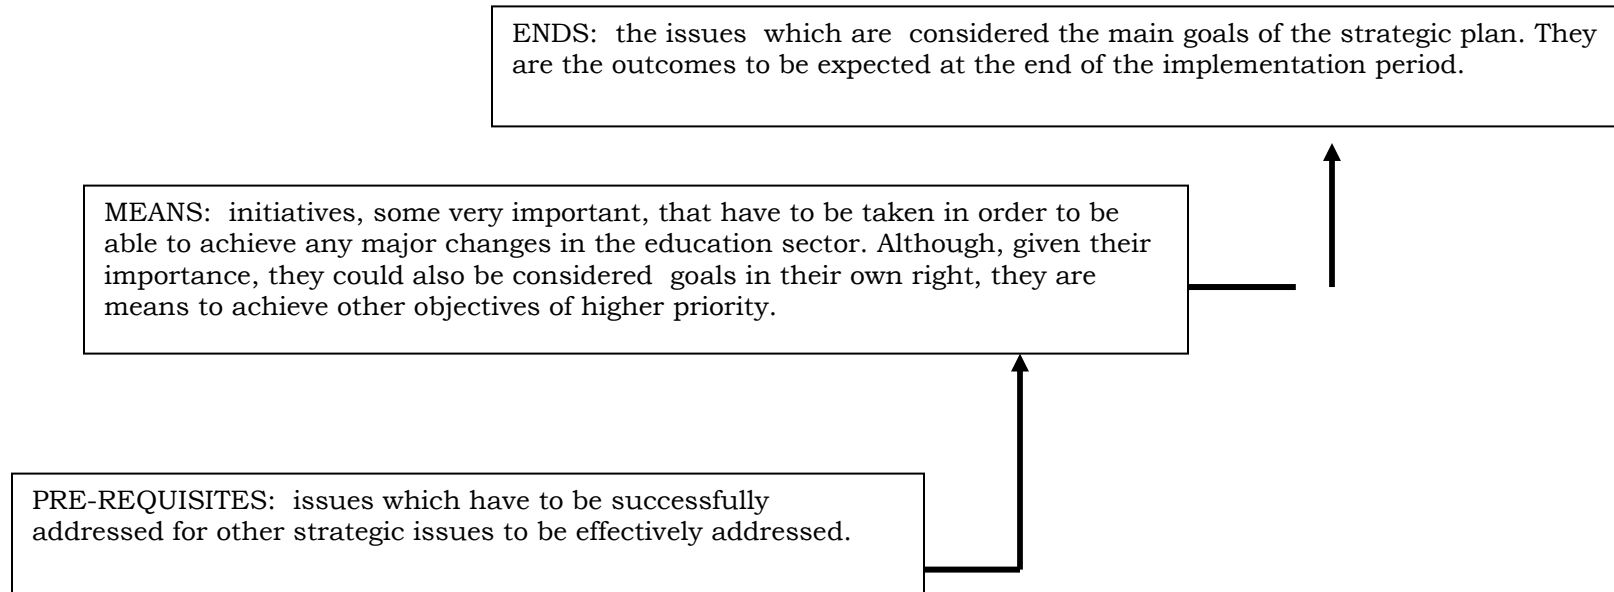 ENDS:  the issues  which are  considered the main goals of the strategic plan. They
are the outcomes to be expected at the end of the implementation period.
MEANS:  initiatives, some very important, that have to be taken in order to be
able to achieve any major changes in the education sector. Although, given their
importance, they could also be considered  goals in their own right, they are
means to achieve other objectives of higher priority.
PRE-REQUISITES:  issues which have to be successfully
addressed for other strategic issues to be effectively addressed.